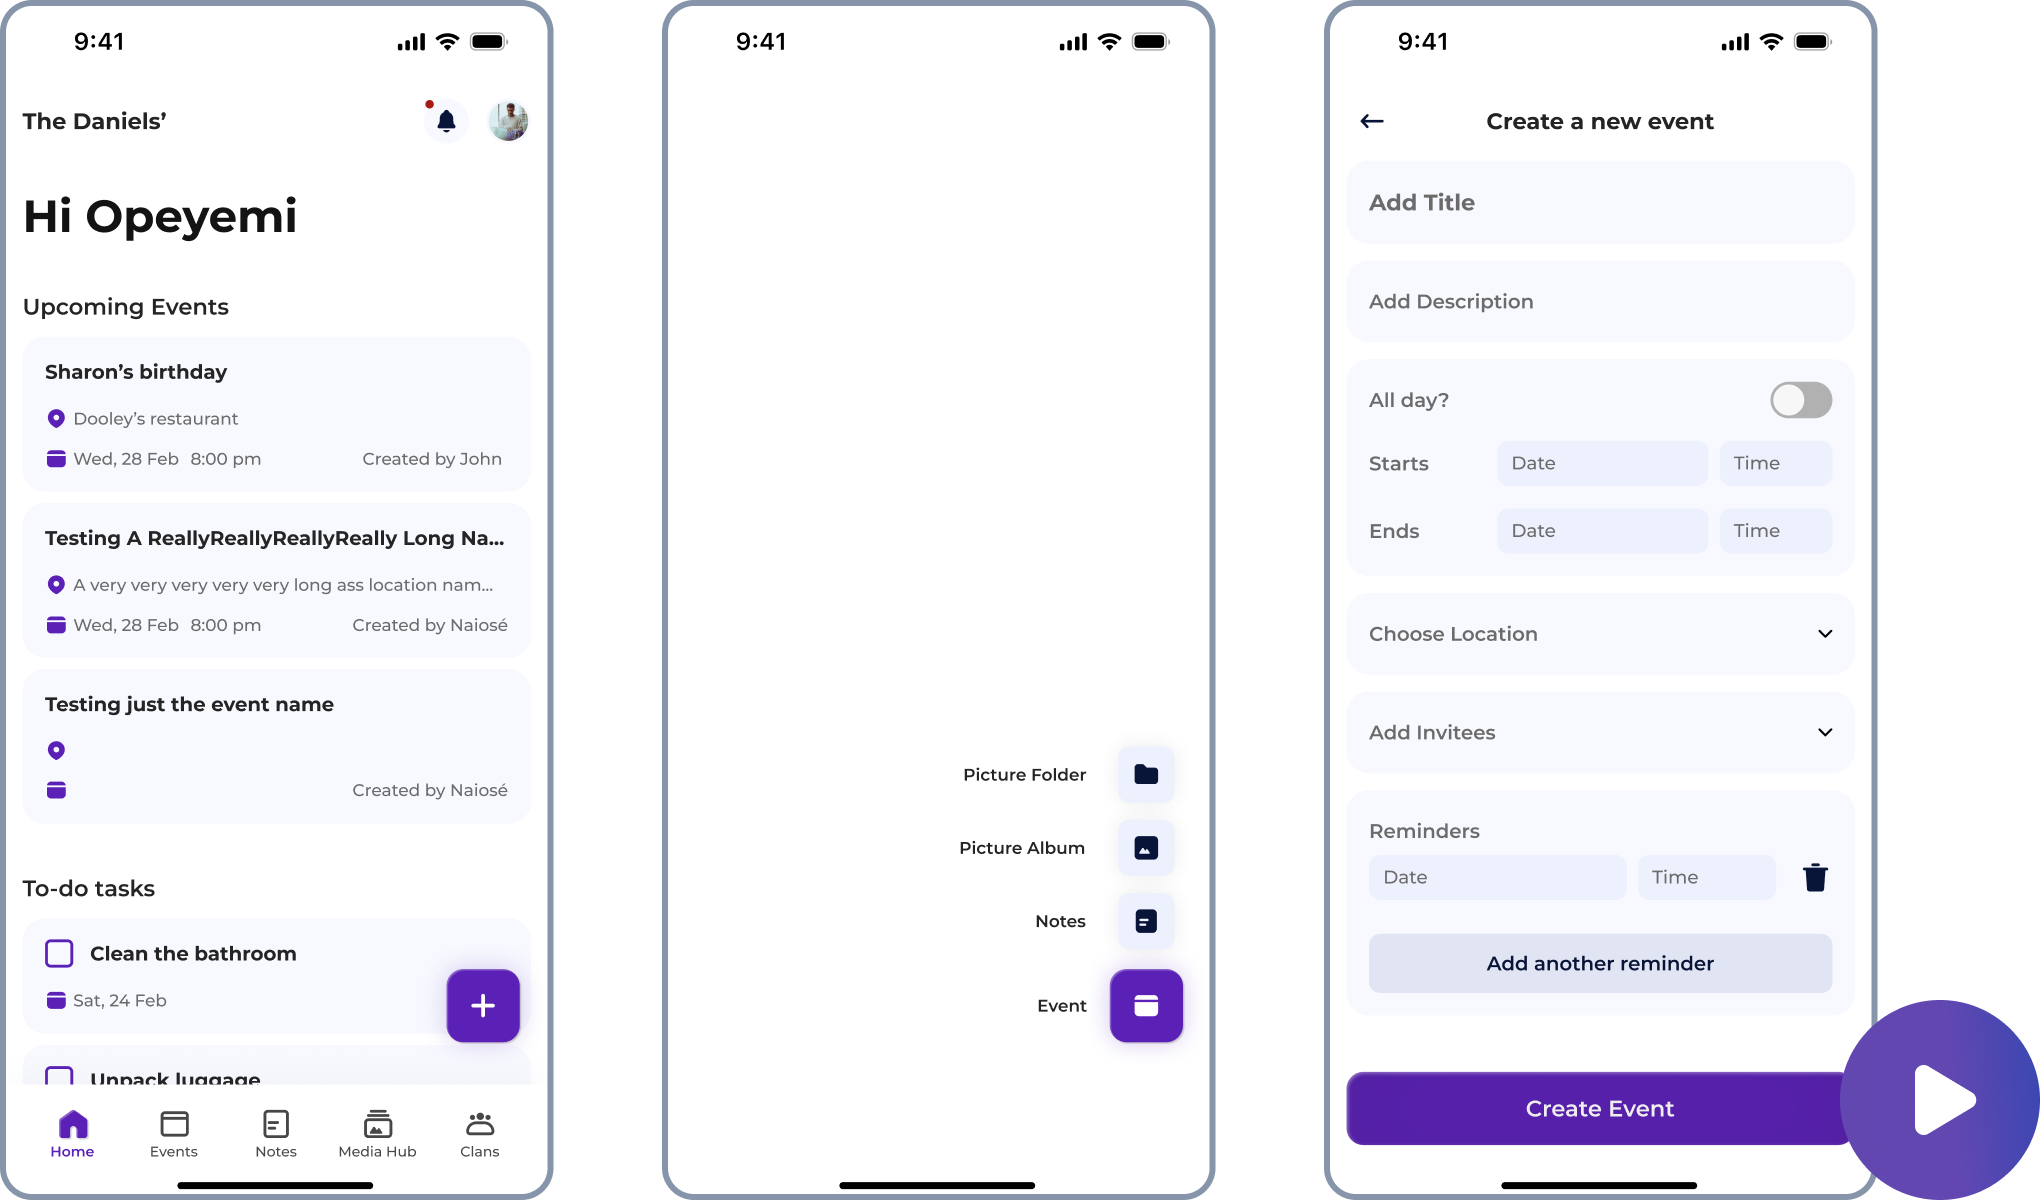 9:41
The Daniels’
Hi Opeyemi
Upcoming Events
Sharon’s birthday
Dooley’s restaurant
Wed, 28 Feb 8:00 pm Created by John
Testing A ReallyReallyReallyReally Long Na...
A very very very very very long ass location nam...
Wed, 28 Feb 8:00 pm Created by Naiosé
Testing just the event name
Created by Naiosé
To-do tasks
Clean the bathroom
Sat, 24 Feb
Unpack luggage
Home Events Notes Media Hub Clans
9:41
Picture Folder
Picture Album
Notes
Event
9:41
Create a new event
Add Title
Add Description
All day?
Starts Date Time
Ends Date Time
Choose Location
Add Invitees
Reminders
Date Time
Add another reminder
Create Event